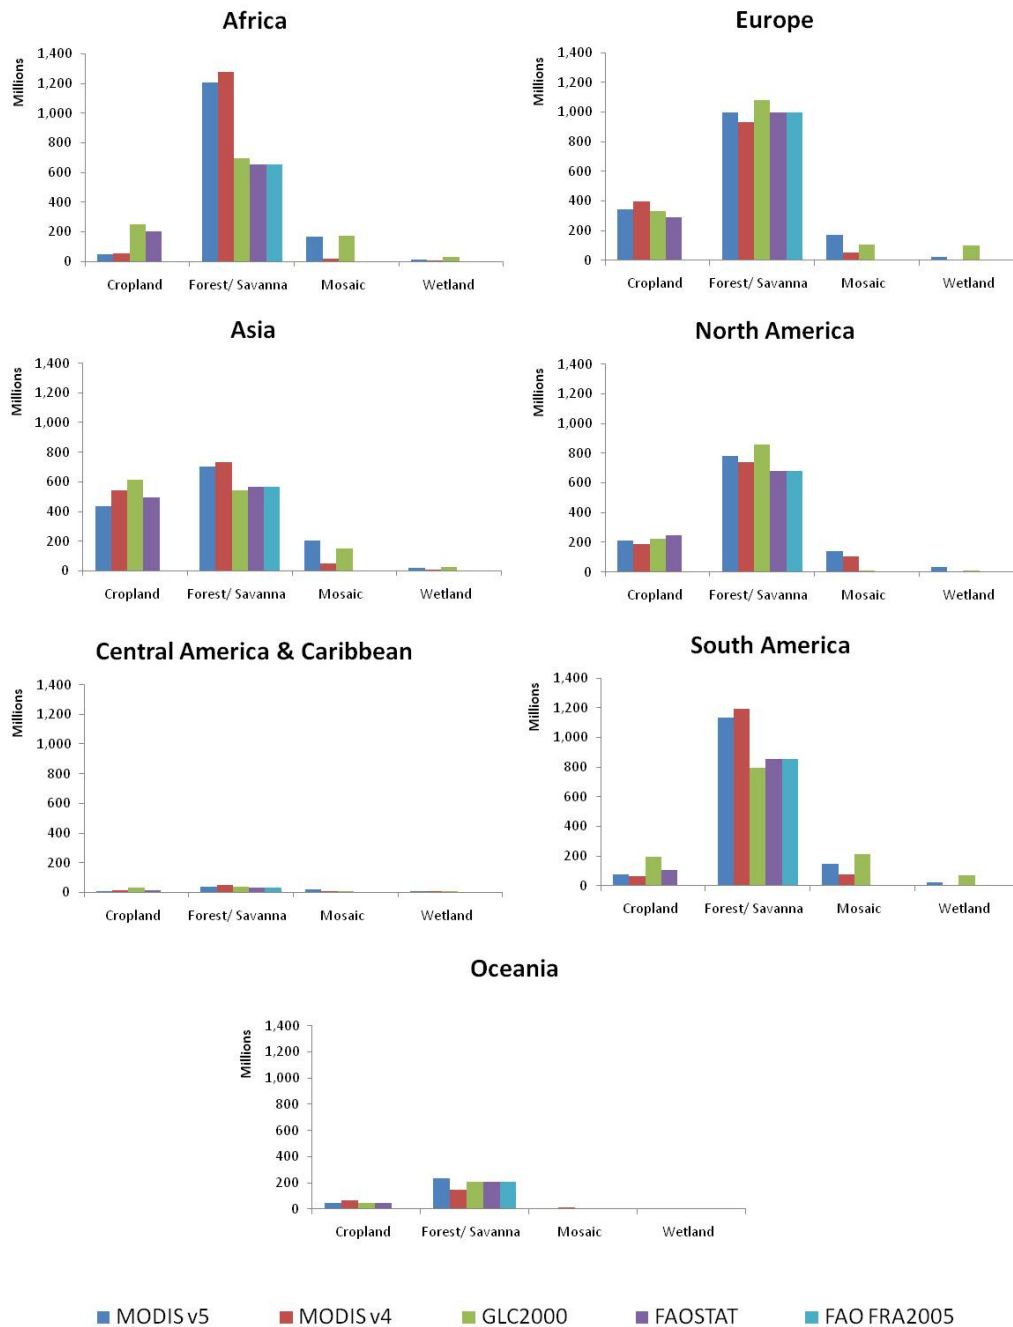 Africa
Millions
1,400
1,200
1,000
800
600
400
200
0
Cropland Forest/ Savanna Mosaic Wetland
Europe
Millions
1,400
1,200
1,000
800
600
400
200
0
Cropland Forest/ Savanna Mosaic Wetland
Asia
Millions
1,400
1,200
1,000
800
600
400
200
0
Cropland Forest/ Savanna Mosaic Wetland
North America
Millions
1,400
1,200
1,000
800
600
400
200
0
Cropland Forest/ Savanna Mosaic Wetland
Central America & Caribbean
Millions
1,400
1,200
1,000
800
600
400
200
0
Cropland Forest/ Savanna Mosaic Wetland
South America
Millions
1,400
1,200
1,000
800
600
400
200
0
Cropland Forest/ Savanna Mosaic Wetland
Oceania
Millions
1,400
1,200
1,000
800
600
400
200
0
Cropland Forest/ Savanna Mosaic Wetland
MODIS v5 MODIS v4 GLC2000 FAOSTAT FAO FRA2005